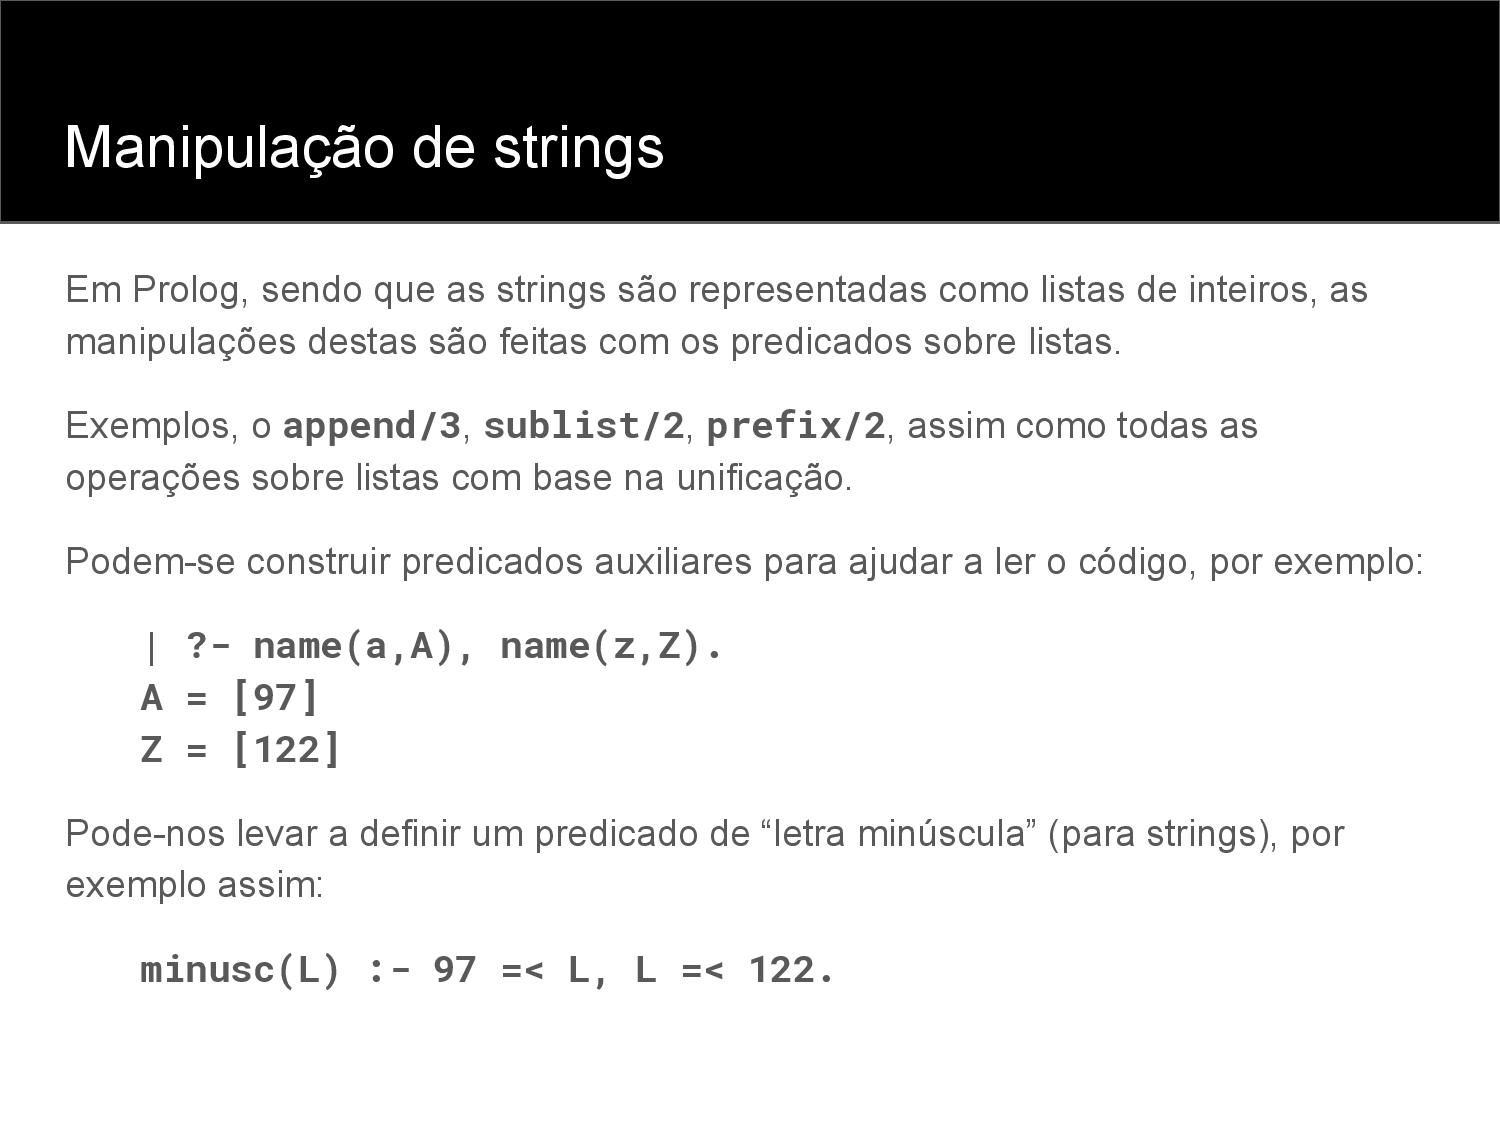 Manipulação de strings
Em Prolog, sendo que as strings são representadas como listas de inteiros, as
manipulações destas são feitas com os predicados sobre listas.
Exemplos, o append/3, sublist/2, prefix/2, assim como todas as
operações sobre listas com base na unificação.
Podem-se construir predicados auxiliares para ajudar a ler o código, por exemplo:
| ?- name(a,A), name(z,Z).
A = [97]
Z = [122]
Pode-nos levar a definir um predicado de “letra minúscula” (para strings), por
exemplo assim:
minusc(L) :- 97 =< L, L =< 122.